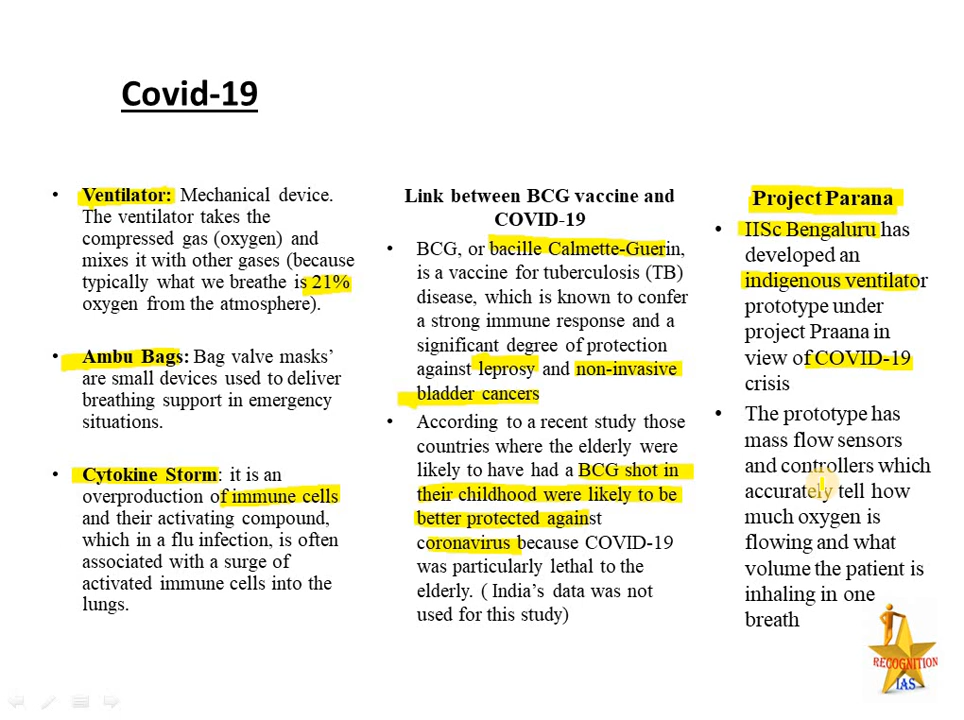 Covid-19
• Ventilator: Mechanical device.
The ventilator takes the
compressed gas (oxygen) and
mixes it with other gases (because
typically what we breathe is 21%
oxygen from the atmosphere).
• Ambu Bags: Bag valve masks’
are small devices used to deliver
breathing support in emergency
situations.
• Cytokine Storm: it is an
overproduction of immune cells
and their activating compound,
which in a flu infection, is often
associated with a surge of
activated immune cells into the
lungs.
Link between BCG vaccine and
COVID-19
• BCG, or bacille Calmette-Guerin,
is a vaccine for tuberculosis (TB)
disease, which is known to confer
a strong immune response and a
significant degree of protection
against leprosy and non-invasive
bladder cancers
• According to a recent study those
countries where the elderly were
likely to have had a BCG shot in
their childhood were likely to be
better protected against
coronavirus because COVID-19
was particularly lethal to the
elderly. ( India’s data was not
used for this study)
Project Parana
• IISc Bengaluru has
developed an
indigenous ventilator
prototype under
project Praana in
view of COVID-19
crisis
• The prototype has
mass flow sensors
and controllers which
accurately tell how
much oxygen is
flowing and what
volume the patient is
inhaling in one
breath
RECOGNITION
IAS